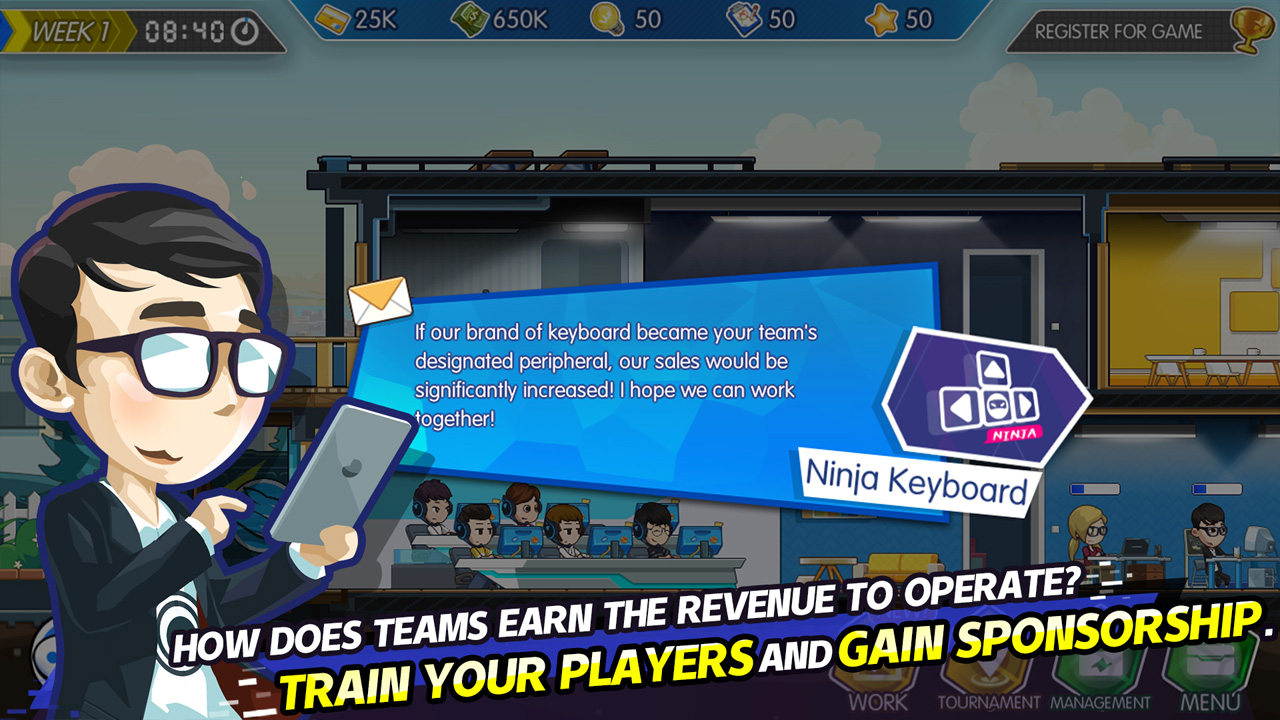 WEEK 1
08:40
25K
650K
50
50
50
REGISTER FOR GAME
If our brand of keyboard became your team's
designated peripheral, our sales would be
significantly increased! I hope we can work
together!
NINJA
Ninja Keyboard
HOW DOES TEAMS EARN THE REVENUE TO OPERATE?
TRAIN YOUR PLAYERS AND GAIN SPONSORSHIP.
WORK
TOURNAMENT
MANAGEMENT
MENU